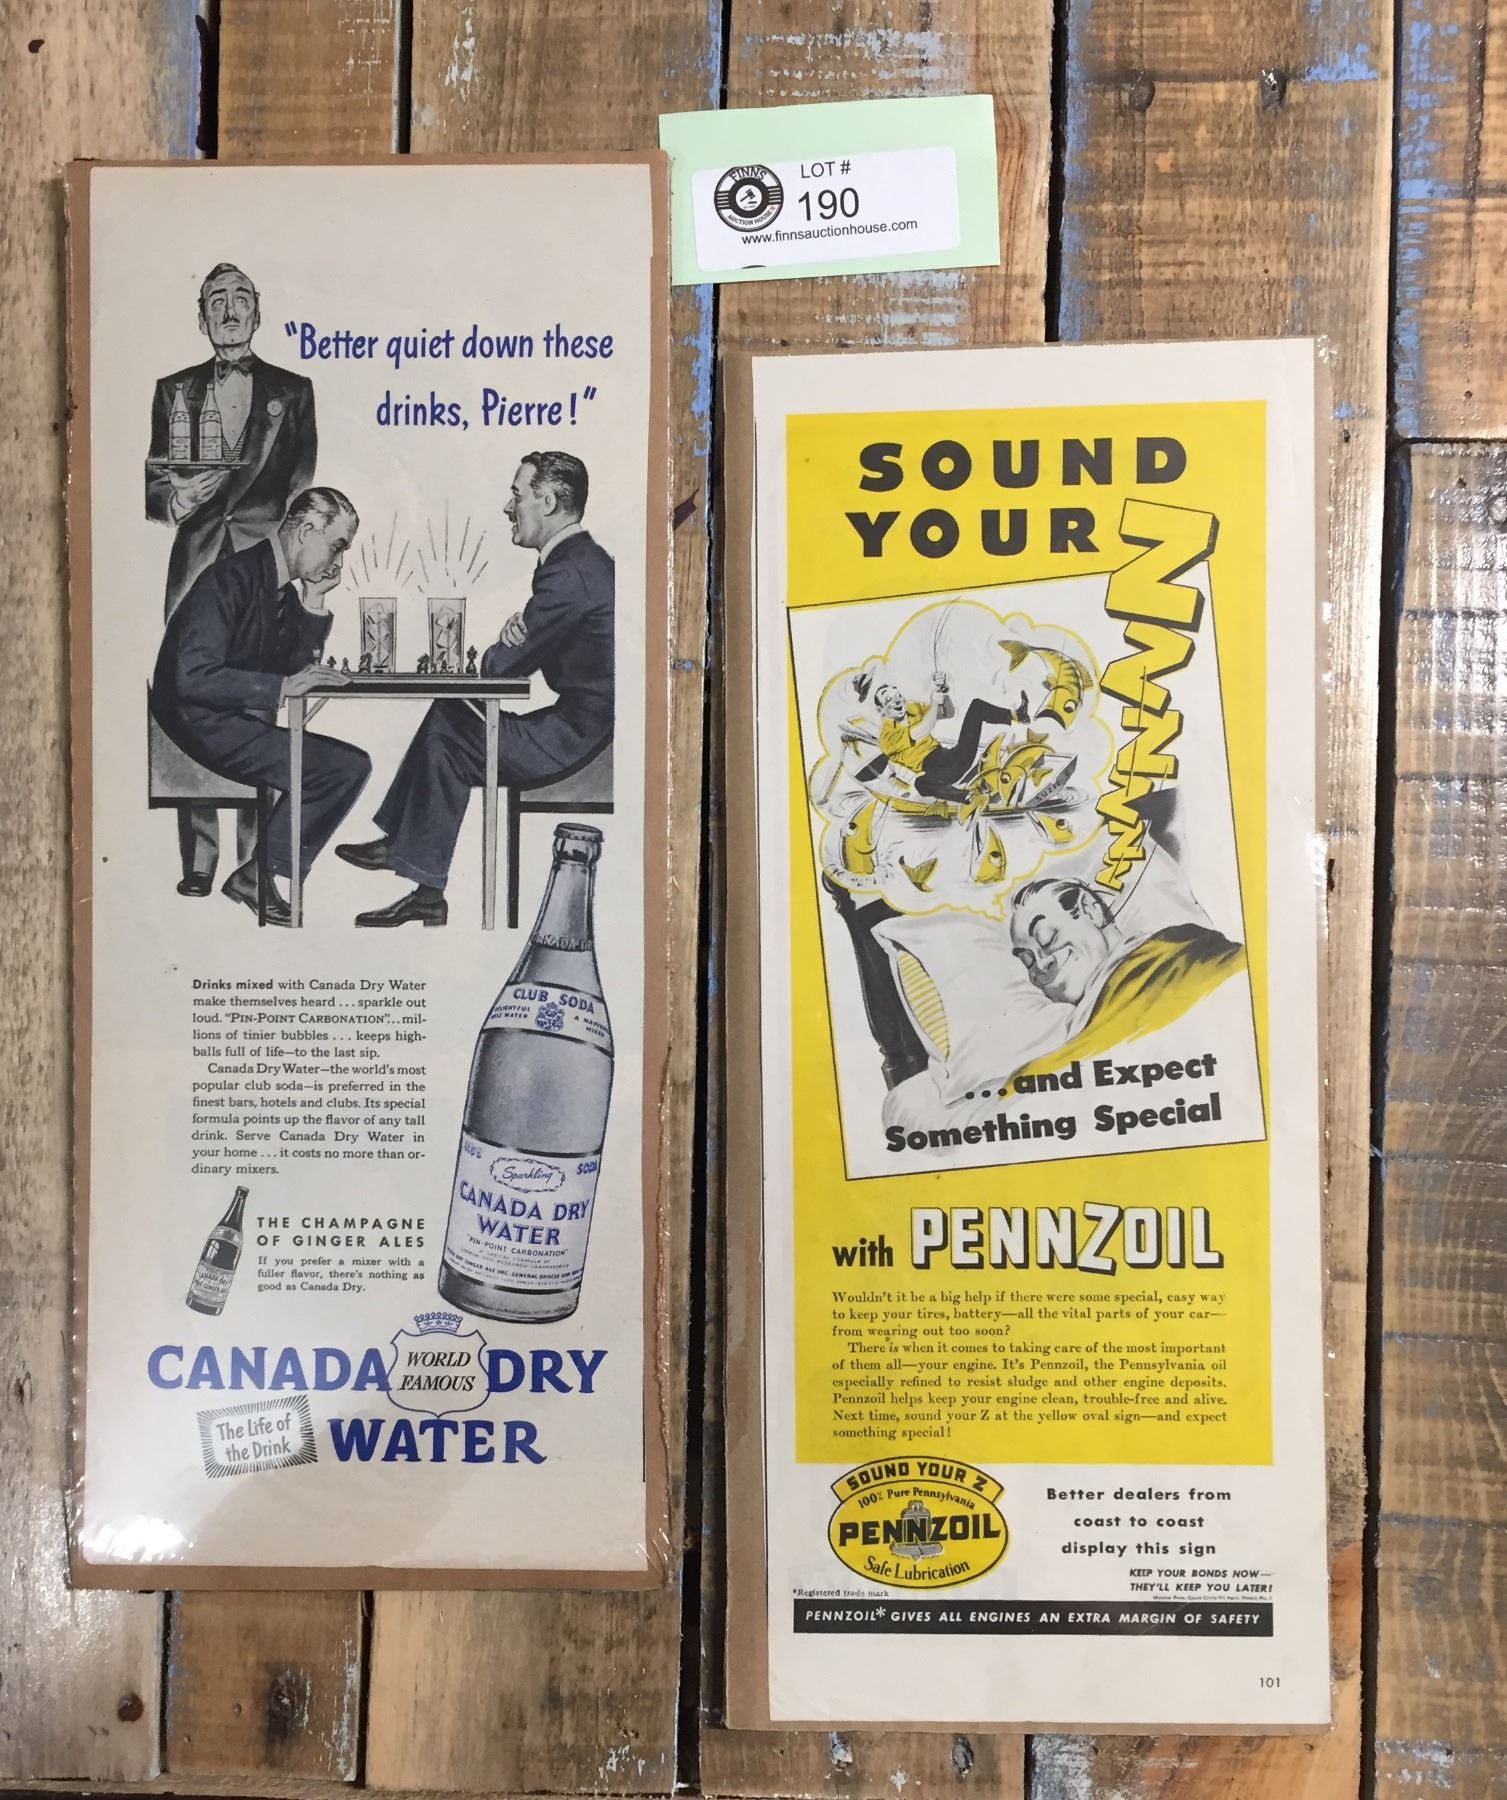 FINNS
AUCTION HOUSE
LOT #
190
www.finnsauctionhouse.com
"Better quiet down these
drinks, Pierre!"
Drinks mixed with Canada Dry Water
make themselves heard . . . sparkle out
loud. "PIN-POINT CARBONATION"...mil-
lions of tinier bubbles . . . keeps high-
balls full of life—to the last sip.
Canada Dry Water—the world's most
popular club soda—is preferred in the
finest bars, hotels and clubs. Its special
formula points up the flavor of any tall
drink. Serve Canada Dry Water in
your home . . . it costs no more than or-
dinary mixers.
THE CHAMPAGNE
OF GINGER ALES
If you prefer a mixer with a
fuller flavor, there's nothing as
good as Canada Dry.
CANADA DR
CLUB SODA
SODA
Sparkling
CANADA DRY
WATER
"PIN-POINT CARBONATION"
CANADA WORLD FAMOUS DRY
The Life of
the Drink
WATER
SOUND
YOUR Z
ZZZZZZ
SUZIE
...and Expect
Something Special
with PENNZOIL
Wouldn't it be a big help if there were some special, easy way
to keep your tires, battery—all the vital parts of your car—
from wearing out too soon?
There is when it comes to taking care of the most important
of them all—your engine. It's Pennzoil, the Pennsylvania oil
especially refined to resist sludge and other engine deposits.
Pennzoil helps keep your engine clean, trouble-free and alive.
Next time, sound your Z at the yellow oval sign—and expect
something special!
SOUND YOUR Z
100% Pure Pennsylvania
PENNZOIL
Safe Lubrication
Better dealers from
coast to coast
display this sign
KEEP YOUR BONDS NOW—
THEY'LL KEEP YOU LATER!
*Registered trade mark
PENNZOIL* GIVES ALL ENGINES AN EXTRA MARGIN OF SAFETY
101